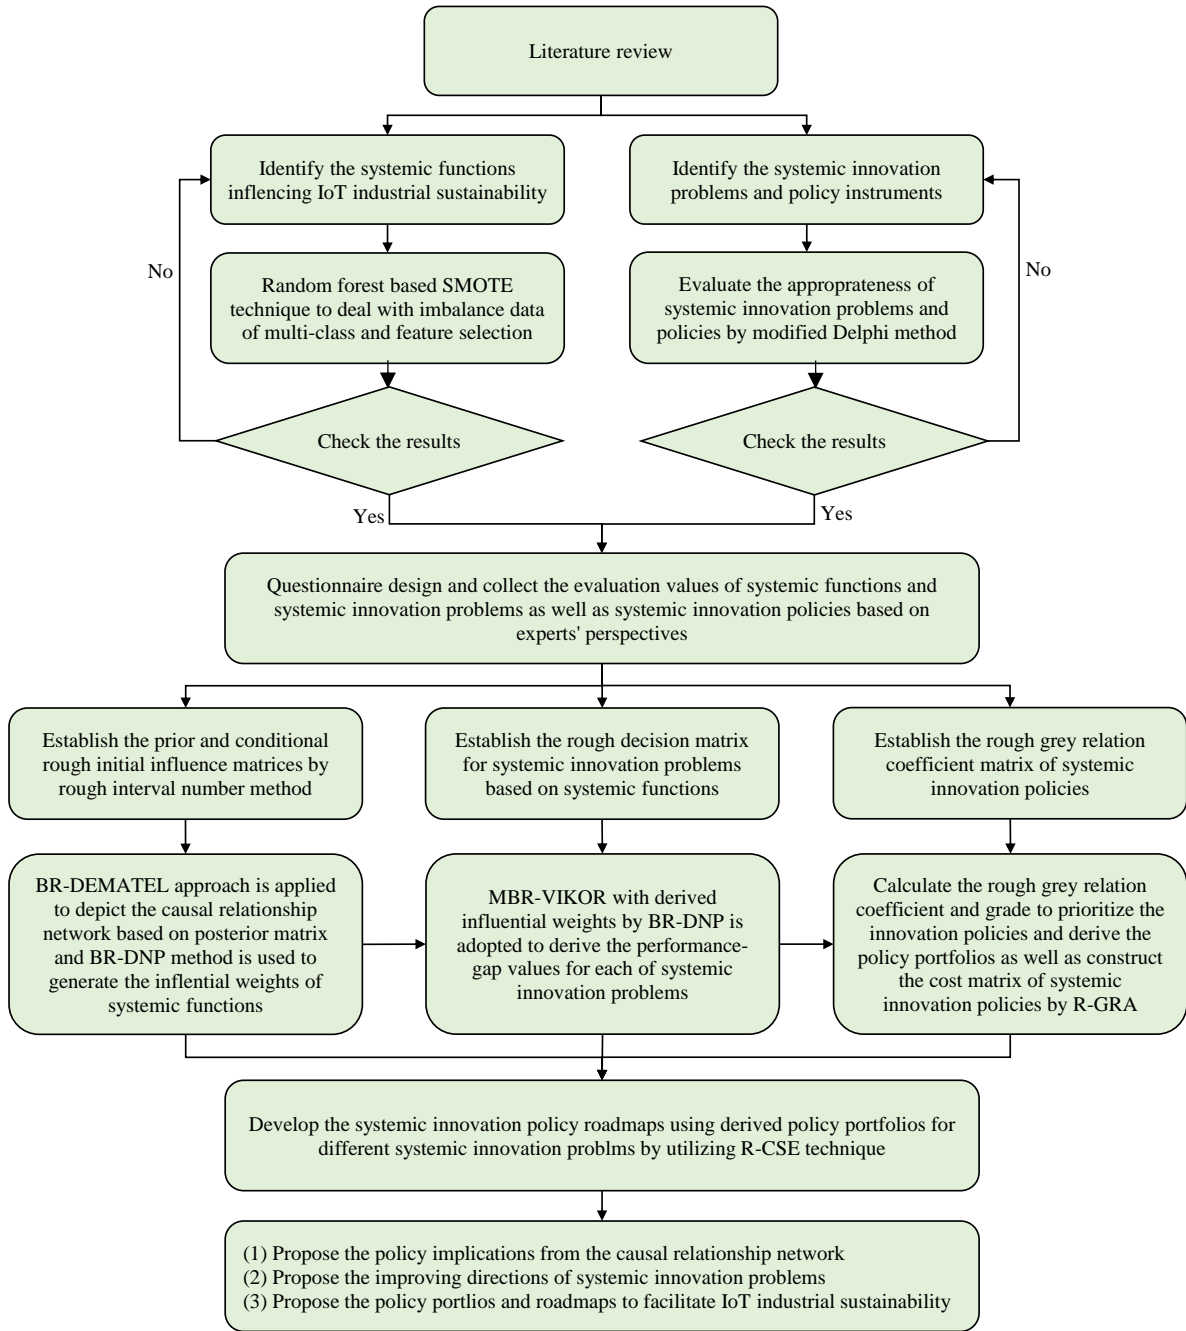 Literature review
Identify the systemic functions
inflencing IoT industrial sustainability
Identify the systemic innovation
problems and policy instruments
No
No
Random forest based SMOTE
technique to deal with imbalance data
of multi-class and feature selection
Evaluate the approprateness of
systemic innovation problems and
policies by modified Delphi method
Check the results
Check the results
Yes
Yes
Questionnaire design and collect the evaluation values of systemic functions and
systemic innovation problems as well as systemic innovation policies based on
experts' perspectives
Establish the prior and conditional
rough initial influence matrices by
rough interval number method
Establish the rough decision matrix
for systemic innovation problems
based on systemic functions
Establish the rough grey relation
coefficient matrix of systemic
innovation policies
BR-DEMATEL approach is applied
to depict the causal relationship
network based on posterior matrix
and BR-DNP method is used to
generate the inflential weights of
systemic functions
MBR-VIKOR with derived
influential weights by BR-DNP is
adopted to derive the performance-
gap values for each of systemic
innovation problems
Calculate the rough grey relation
coefficient and grade to prioritize the
innovation policies and derive the
policy portfolios as well as construct
the cost matrix of systemic
innovation policies by R-GRA
Develop the systemic innovation policy roadmaps using derived policy portfolios for
different systemic innovation problms by utilizing R-CSE technique
(1) Propose the policy implications from the causal relationship network
(2) Propose the improving directions of systemic innovation problems
(3) Propose the policy portlios and roadmaps to facilitate IoT industrial sustainability